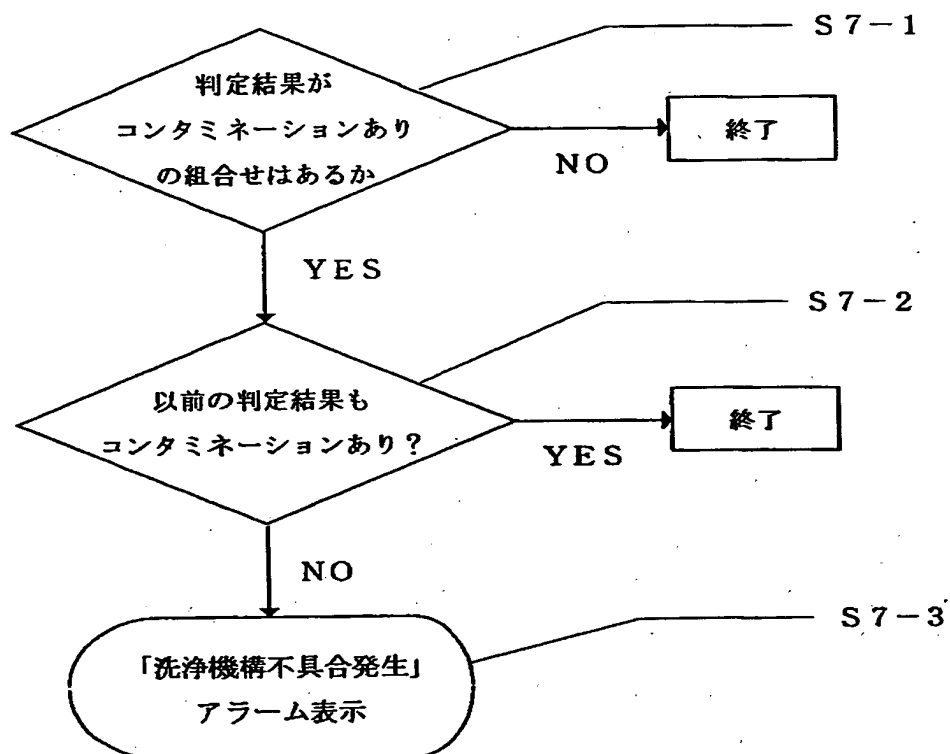 S7-1
判定結果が
コンタミネーションあり
の組合せはあるか
終了
NO
YES
S7-2
以前の判定結果も
コンタミネーションあり?
終了
YES
NO
S7-3
「洗浄機構不具合発生」
アラーム表示